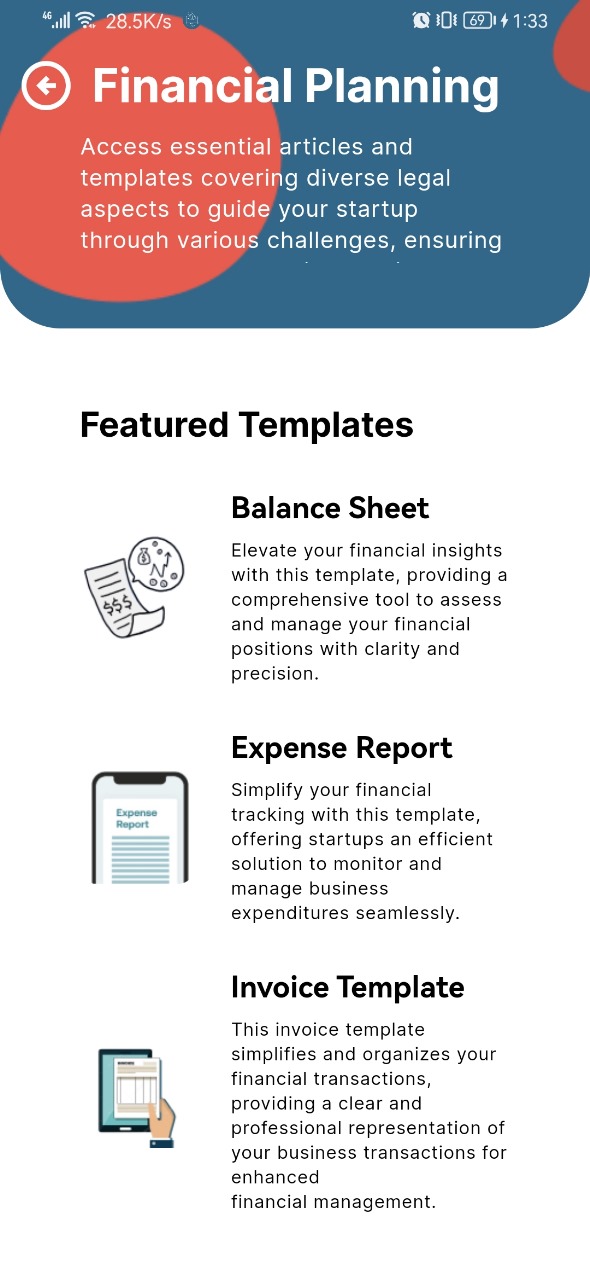 4G 28.5K/s 69 1:33
Financial Planning
Access essential articles and
templates covering diverse legal
aspects to guide your startup
through various challenges, ensuring
Featured Templates
Balance Sheet
Elevate your financial insights
with this template, providing a
comprehensive tool to assess
and manage your financial
positions with clarity and
precision.
$$$
Expense Report
Simplify your financial
tracking with this template,
offering startups an efficient
solution to monitor and
manage business
expenditures seamlessly.
Expense
Report
Invoice Template
This invoice template
simplifies and organizes your
financial transactions,
providing a clear and
professional representation of
your business transactions for
enhanced
financial management.